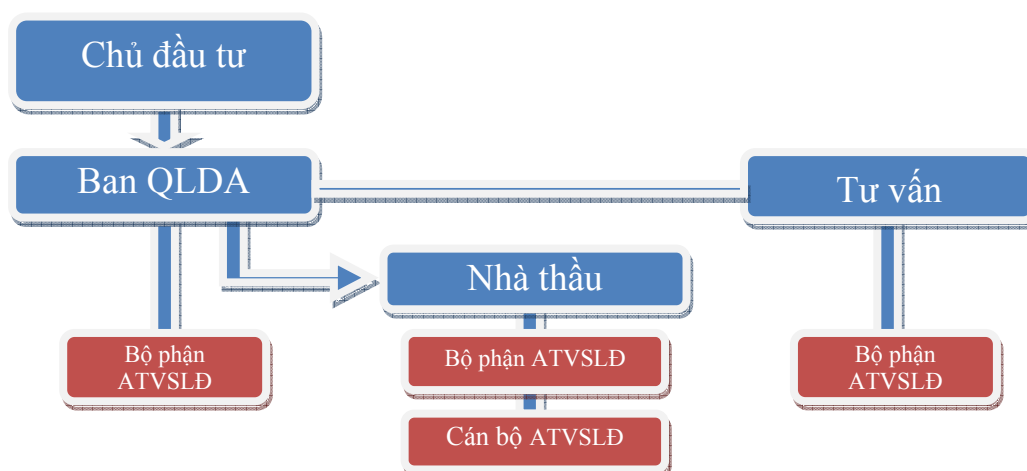 Chủ đầu tư
Ban QLDA
Tư vấn
Nhà thầu
Bộ phận
ATVSLĐ
Bộ phận ATVSLĐ
Bộ phận
ATVSLĐ
Cán bộ ATVSLĐ